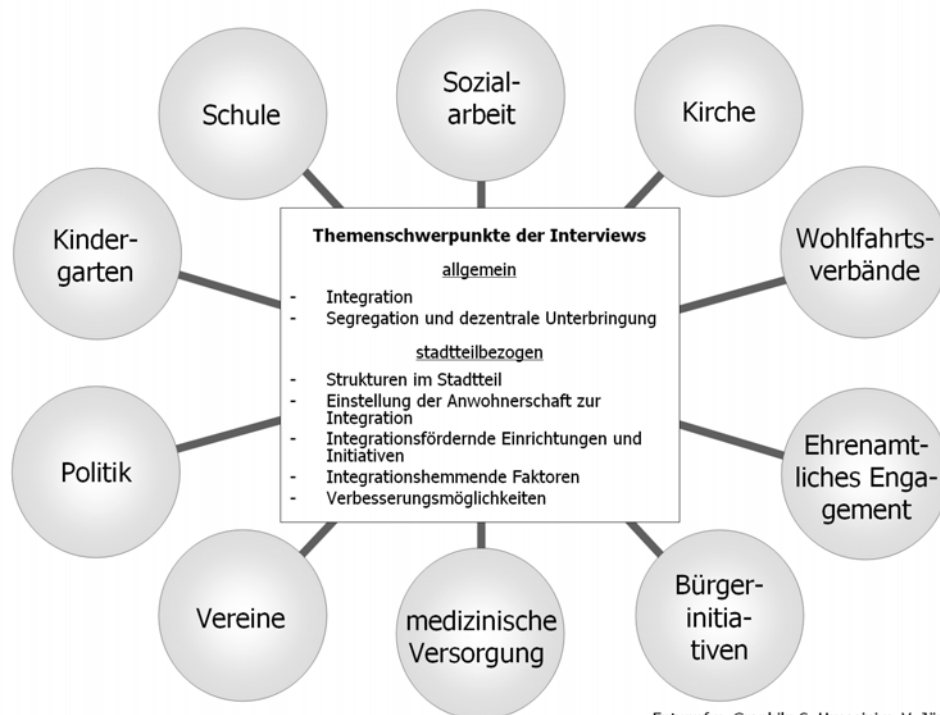 Schule
Sozial-
arbeit
Kirche
Kinder-
garten
Wohlfahrts-
verbände
Themenschwerpunkte der Interviews
allgemein
- Integration
- Segregation und dezentrale Unterbringung
stadtteilbezogen
- Strukturen im Stadtteil
- Einstellung der Anwohnerschaft zur
Integration
- Integrationsfördernde Einrichtungen und
Initiativen
- Integrationshemmende Faktoren
- Verbesserungsmöglichkeiten
Politik
Ehrenamt-
liches Enga-
gement
Vereine
medizinische
Versorgung
Bürger-
initia-
tiven